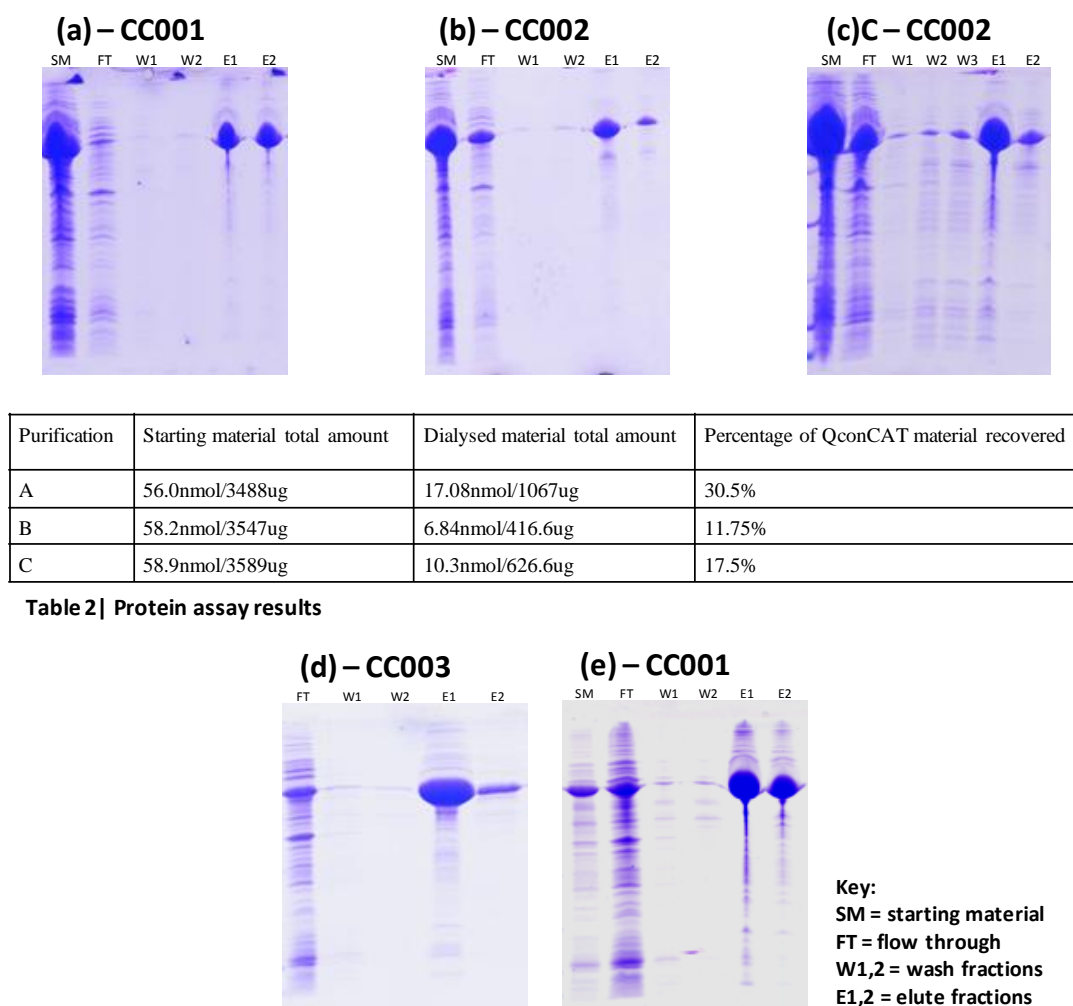 (a) – CC001 (b) – CC002 (c)C – CC002
SM FT W1 W2 E1 E2 SM FT W1 W2 E1 E2 SM FT W1 W2 W3 E1 E2
Purification Starting material total amount Dialysed material total amount Percentage of QconCAT material recovered
A 56.0nmol/3488ug 17.08nmol/1067ug 30.5%
B 58.2nmol/3547ug 6.84nmol/416.6ug 11.75%
C 58.9nmol/3589ug 10.3nmol/626.6ug 17.5%
Table 2| Protein assay results
(d) – CC003 (e) – CC001
FT W1 W2 E1 E2 SM FT W1 W2 E1 E2
Key:
SM = starting material
FT = flow through
W1,2 = wash fractions
E1,2 = elute fractions